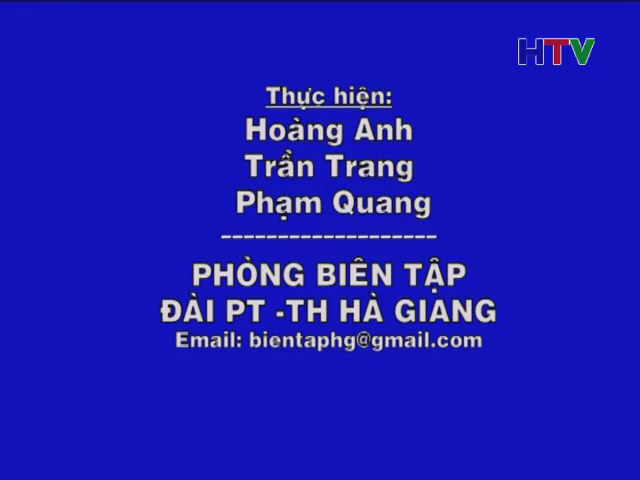 HTV
Thực hiện:
Hoàng Anh
Trần Trang
Phạm Quang
-------------------
PHÒNG BIÊN TẬP
ĐÀI PT -TH HÀ GIANG
Email: bientaphg@gmail.com